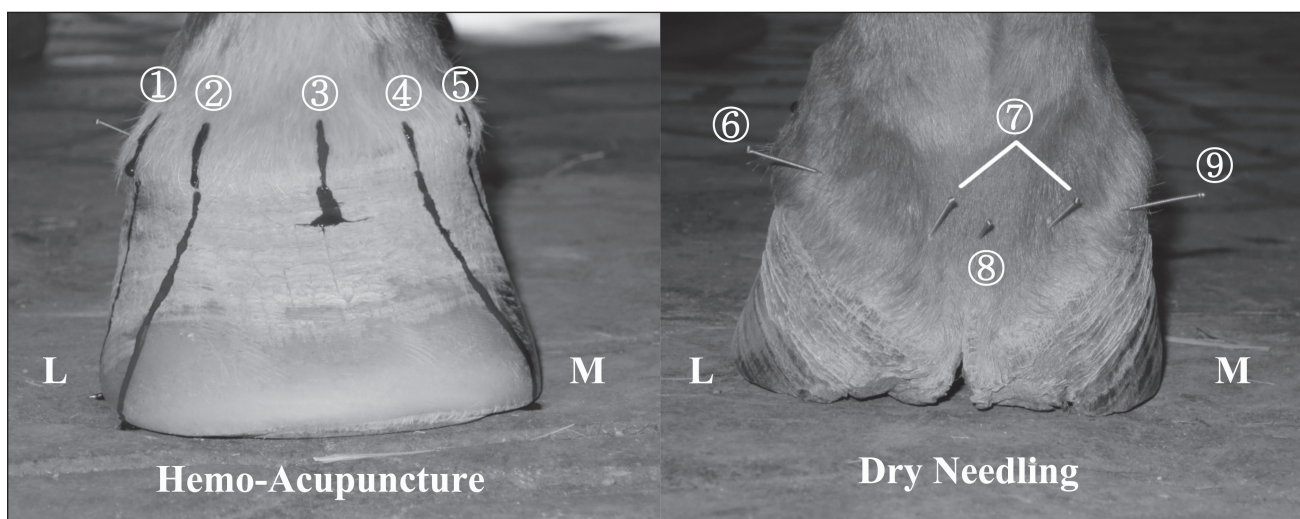 ① ② ③ ④ ⑤
L M
Hemo-Acupuncture
⑥ ⑦ ⑨
⑧
L M
Dry Needling